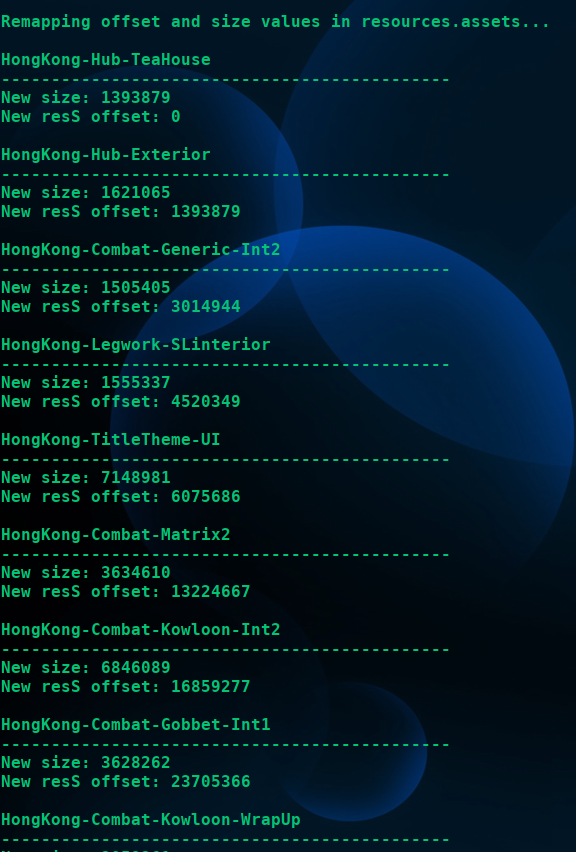 Remapping offset and size values in resources.assets...
HongKong-Hub-TeaHouse
---------------------------------------------
New size: 1393879
New resS offset: 0
HongKong-Hub-Exterior
---------------------------------------------
New size: 1621065
New resS offset: 1393879
HongKong-Combat-Generic-Int2
---------------------------------------------
New size: 1505405
New resS offset: 3014944
HongKong-Legwork-SLinterior
---------------------------------------------
New size: 1555337
New resS offset: 4520349
HongKong-TitleTheme-UI
---------------------------------------------
New size: 7148981
New resS offset: 6075686
HongKong-Combat-Matrix2
---------------------------------------------
New size: 3634610
New resS offset: 13224667
HongKong-Combat-Kowloon-Int2
---------------------------------------------
New size: 6846089
New resS offset: 16859277
HongKong-Combat-Gobbet-Int1
---------------------------------------------
New size: 3628262
New resS offset: 23705366
HongKong-Combat-Kowloon-WrapUp
---------------------------------------------